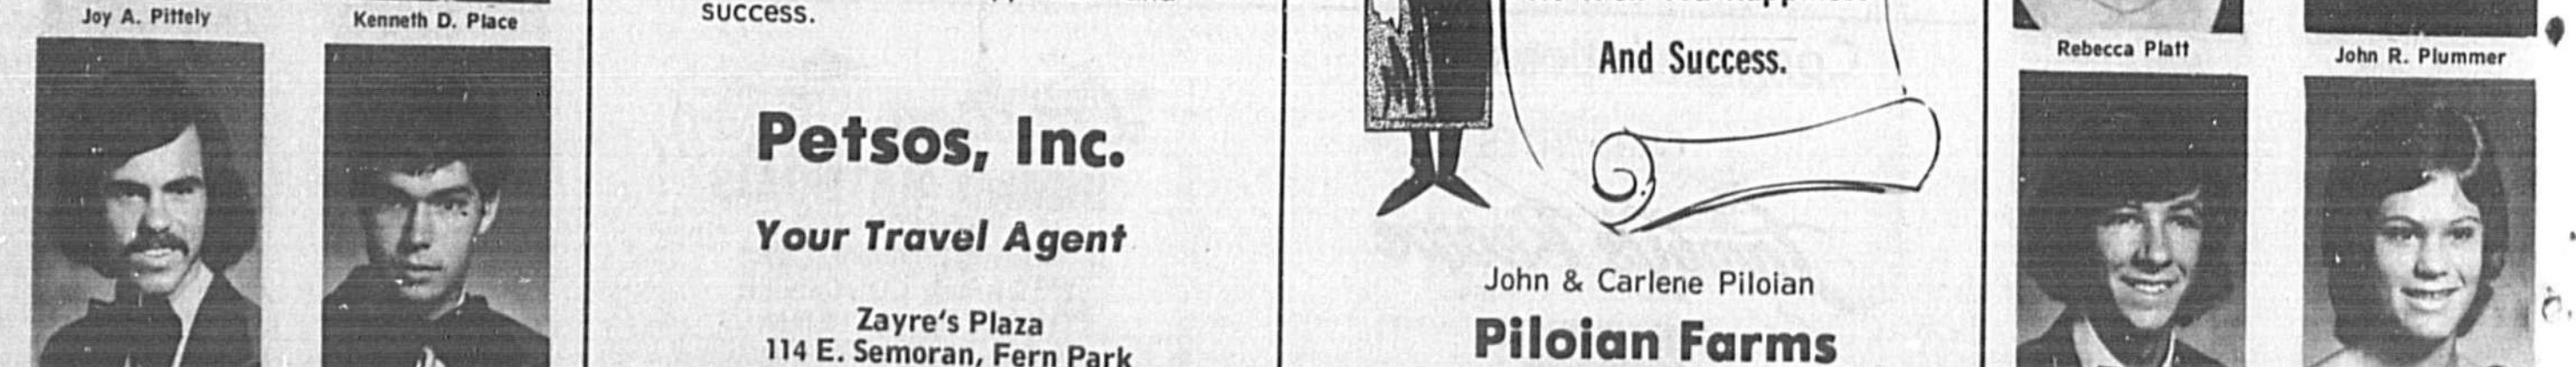 Joy A. Pittely
Kenneth D. Place
success.
Petsos, Inc.
Your Travel Agent
Zayre's Plaza
114 E. Semoran, Fern Park
And Success.
John & Carlene Piloian
Piloian Farms
Rebecca Platt
John R. Plummer